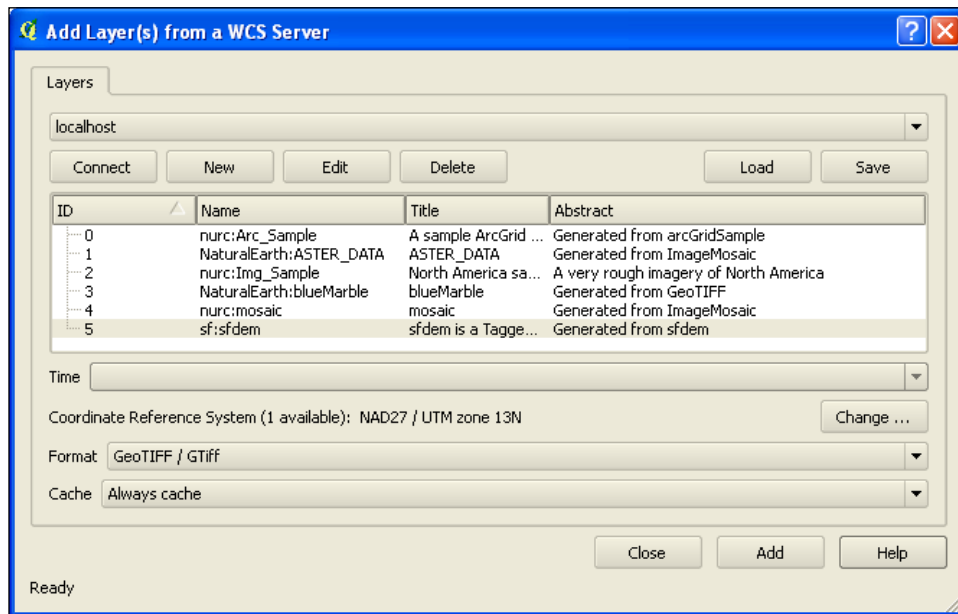 Add Layer(s) from a WCS Server
Layers
localhost
Connect New Edit Delete Load Save
ID Name Title Abstract
0 nurc:Arc_Sample A sample ArcGrid ... Generated from arcGridSample
1 NaturalEarth:ASTER_DATA ASTER_DATA Generated from ImageMosaic
2 nurc:Img_Sample North America sa... A very rough imagery of North America
3 NaturalEarth:blueMarble blueMarble Generated from GeoTIFF
4 nurc:mosaic mosaic Generated from ImageMosaic
5 sf:sfdem sfdem is a Tagge... Generated from sfdem
Time
Coordinate Reference System (1 available): NAD27 / UTM zone 13N Change ...
Format GeoTIFF / GTiff
Cache Always cache
Close Add Help
Ready